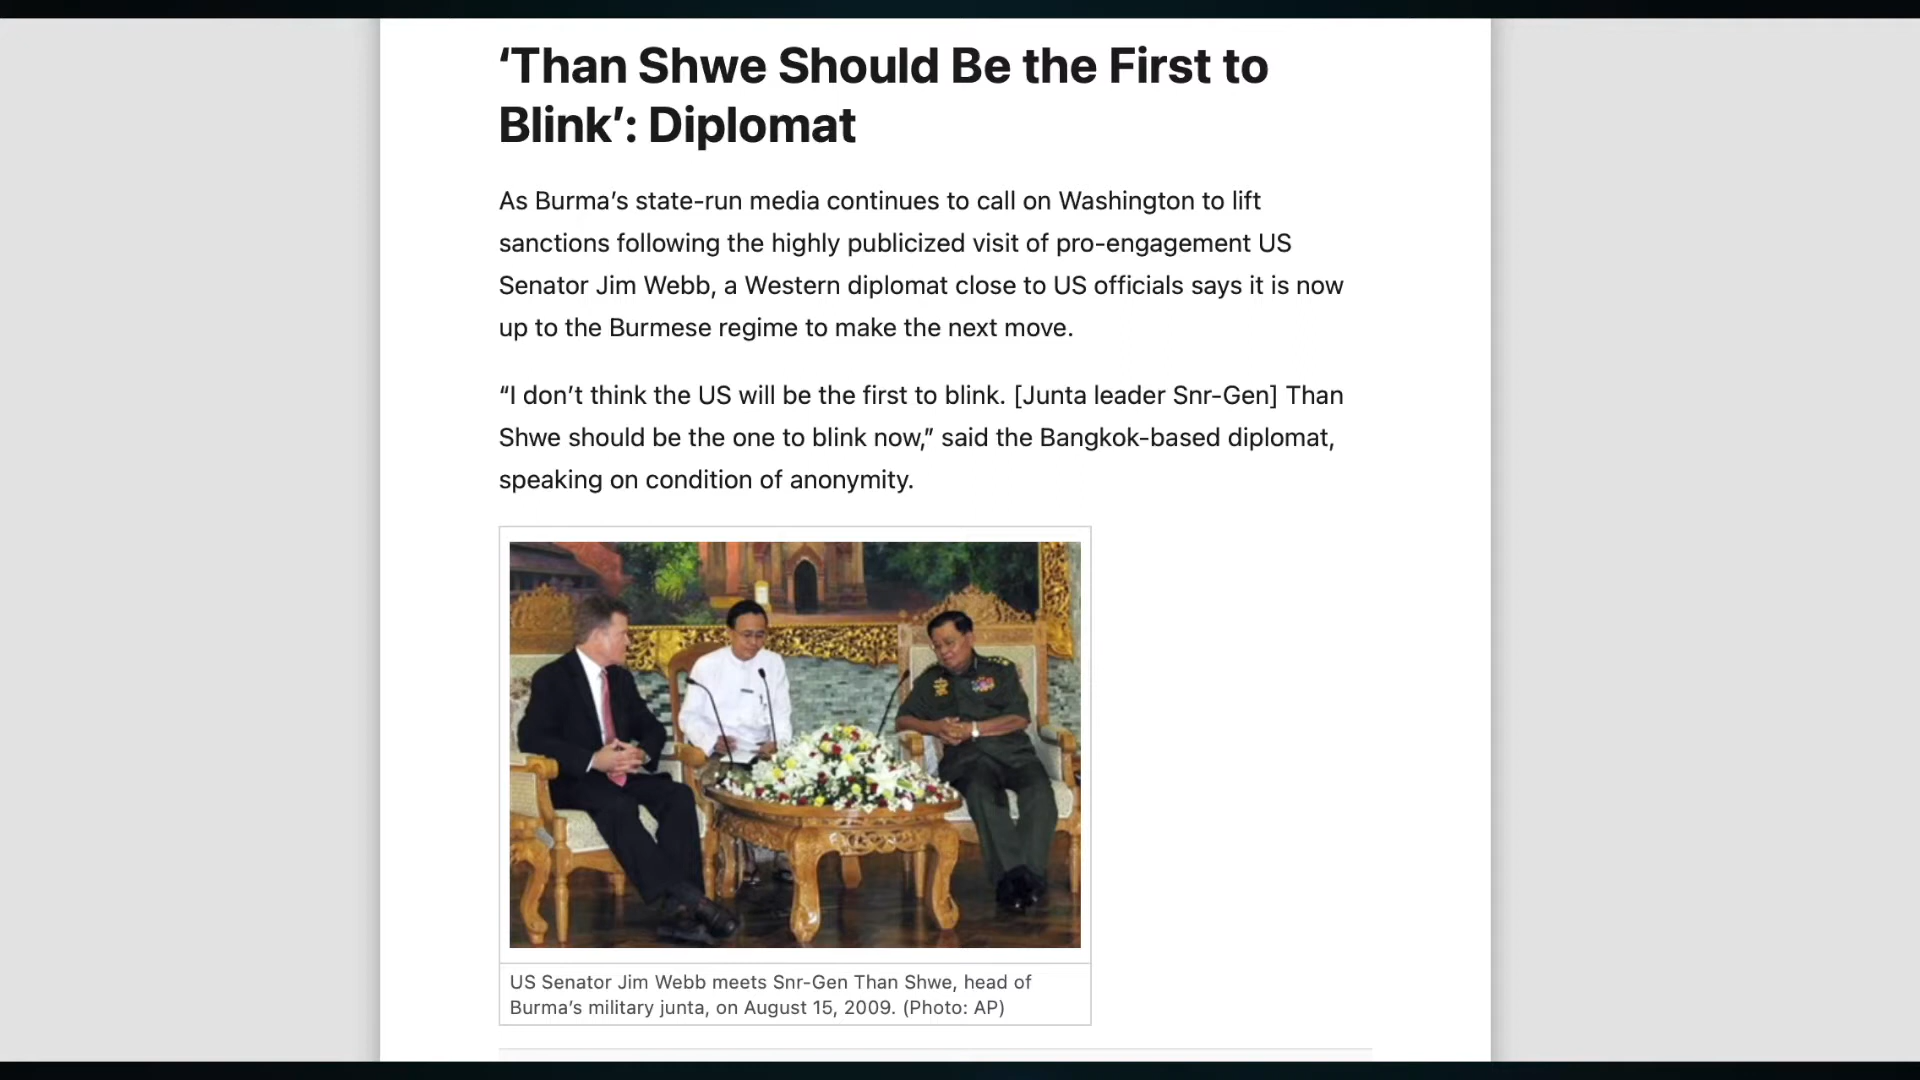 ‘Than Shwe Should Be the First to
Blink’: Diplomat
As Burma’s state-run media continues to call on Washington to lift
sanctions following the highly publicized visit of pro-engagement US
Senator Jim Webb, a Western diplomat close to US officials says it is now
up to the Burmese regime to make the next move.
“I don’t think the US will be the first to blink. [Junta leader Snr-Gen] Than
Shwe should be the one to blink now,” said the Bangkok-based diplomat,
speaking on condition of anonymity.
US Senator Jim Webb meets Snr-Gen Than Shwe, head of
Burma’s military junta, on August 15, 2009. (Photo: AP)